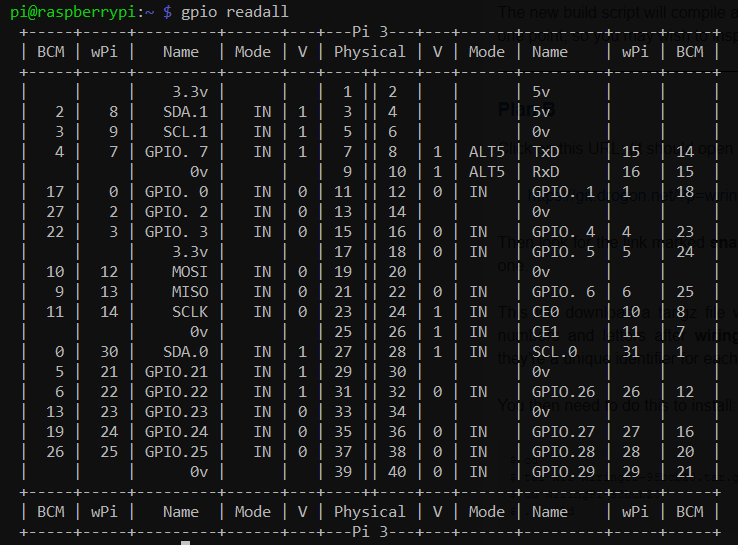 pi@raspberrypi:~ $ gpio readall
+-----+-----+---------+------+---+---Pi 3---+---+------+---------+-----+-----+
| BCM | wPi |   Name  | Mode | V | Physical | V | Mode | Name    | wPi | BCM |
+-----+-----+---------+------+---+----++----+---+------+---------+-----+-----+
|     |     |    3.3v |      |   |  1 || 2  |   |      | 5v      |     |     |
|   2 |   8 |   SDA.1 |   IN | 1 |  3 || 4  |   |      | 5v      |     |     |
|   3 |   9 |   SCL.1 |   IN | 1 |  5 || 6  |   |      | 0v      |     |     |
|   4 |   7 | GPIO. 7 |   IN | 1 |  7 || 8  | 1 | ALT5 | TxD     | 15  | 14  |
|     |     |      0v |      |   |  9 || 10 | 1 | ALT5 | RxD     | 16  | 15  |
|  17 |   0 | GPIO. 0 |   IN | 0 | 11 || 12 | 0 | IN   | GPIO. 1 | 1   | 18  |
|  27 |   2 | GPIO. 2 |   IN | 0 | 13 || 14 |   |      | 0v      |     |     |
|  22 |   3 | GPIO. 3 |   IN | 0 | 15 || 16 | 0 | IN   | GPIO. 4 | 4   | 23  |
|     |     |    3.3v |      |   | 17 || 18 | 0 | IN   | GPIO. 5 | 5   | 24  |
|  10 |  12 |    MOSI |   IN | 0 | 19 || 20 |   |      | 0v      |     |     |
|   9 |  13 |    MISO |   IN | 0 | 21 || 22 | 0 | IN   | GPIO. 6 | 6   | 25  |
|  11 |  14 |    SCLK |   IN | 0 | 23 || 24 | 1 | IN   | CE0     | 10  | 8   |
|     |     |      0v |      |   | 25 || 26 | 1 | IN   | CE1     | 11  | 7   |
|   0 |  30 |   SDA.0 |   IN | 1 | 27 || 28 | 1 | IN   | SCL.0   | 31  | 1   |
|   5 |  21 | GPIO.21 |   IN | 1 | 29 || 30 |   |      | 0v      |     |     |
|   6 |  22 | GPIO.22 |   IN | 1 | 31 || 32 | 0 | IN   | GPIO.26 | 26  | 12  |
|  13 |  23 | GPIO.23 |   IN | 0 | 33 || 34 |   |      | 0v      |     |     |
|  19 |  24 | GPIO.24 |   IN | 0 | 35 || 36 | 0 | IN   | GPIO.27 | 27  | 16  |
|  26 |  25 | GPIO.25 |   IN | 0 | 37 || 38 | 0 | IN   | GPIO.28 | 28  | 20  |
|     |     |      0v |      |   | 39 || 40 | 0 | IN   | GPIO.29 | 29  | 21  |
+-----+-----+---------+------+---+----++----+---+------+---------+-----+-----+
| BCM | wPi |   Name  | Mode | V | Physical | V | Mode | Name    | wPi | BCM |
+-----+-----+---------+------+---+---Pi 3---+---+------+---------+-----+-----+